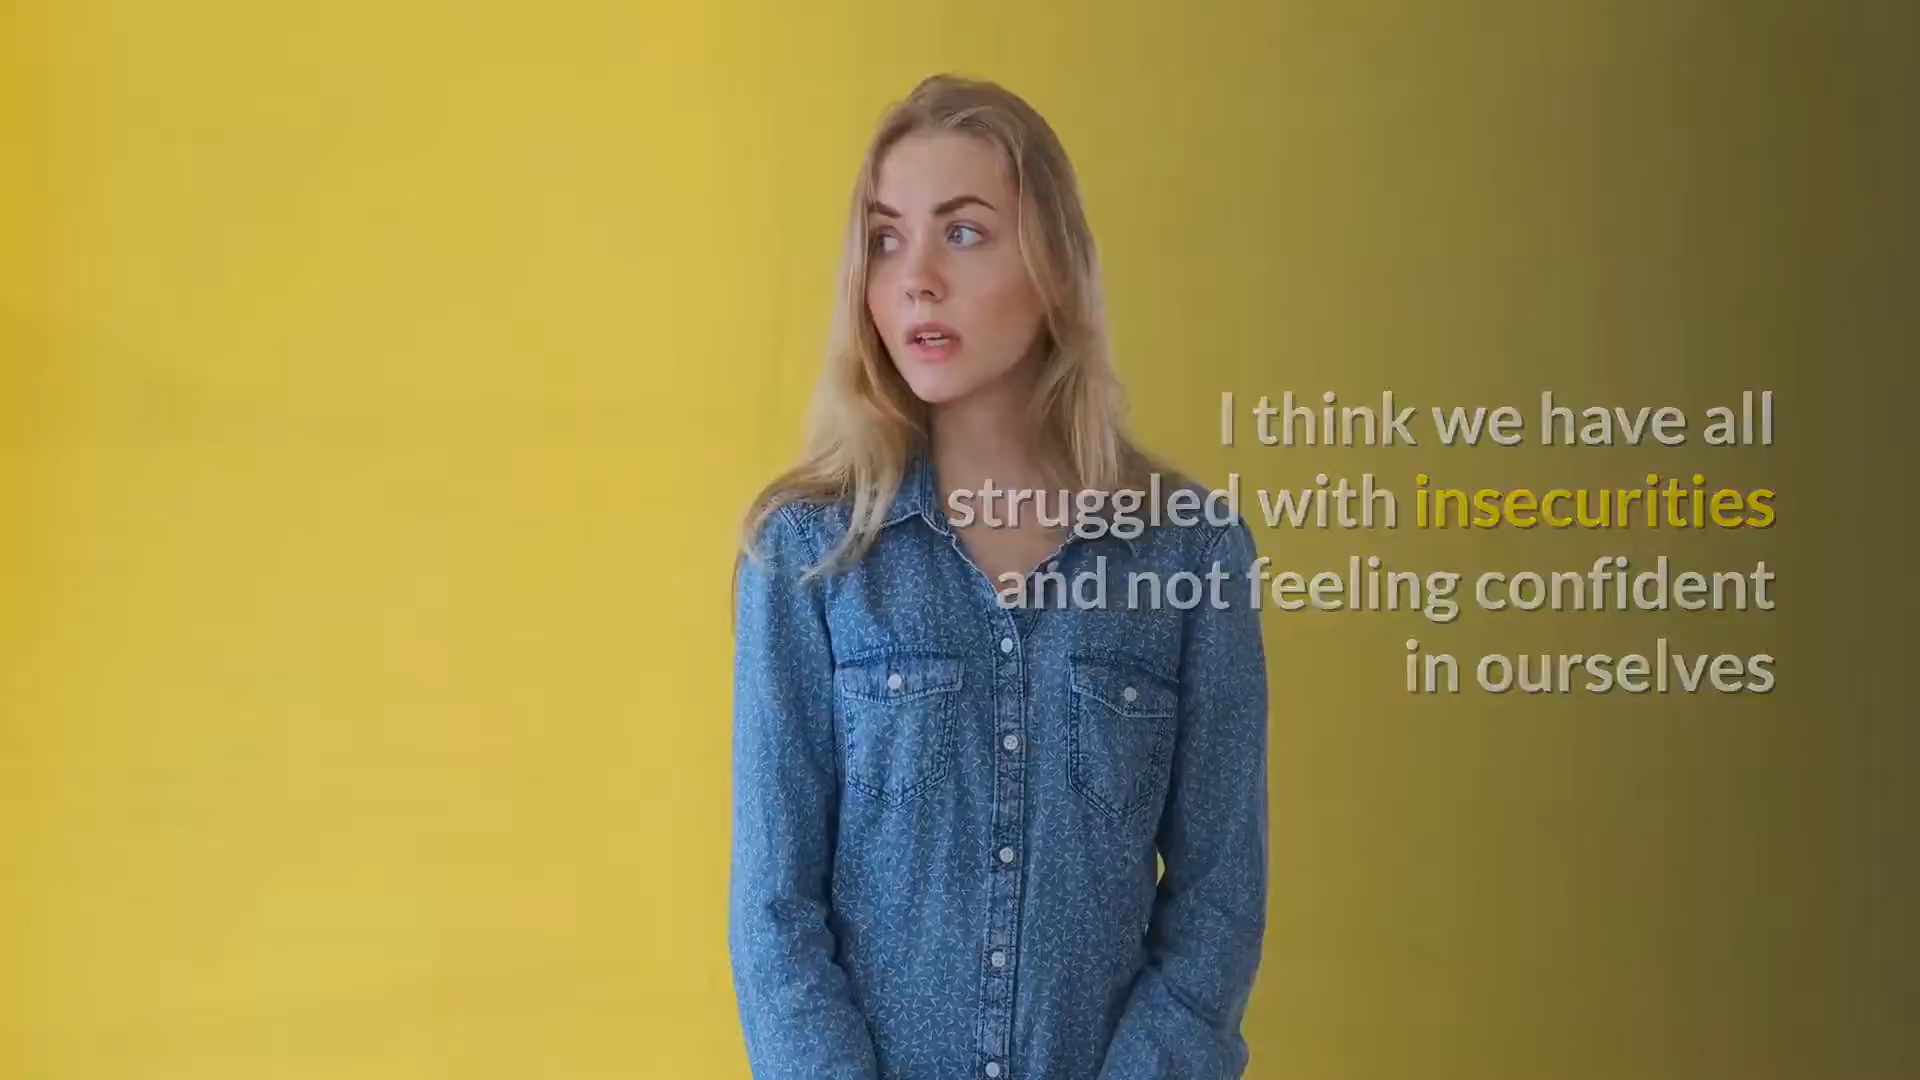 I think we have all
struggled with insecurities
and not feeling confident
in ourselves